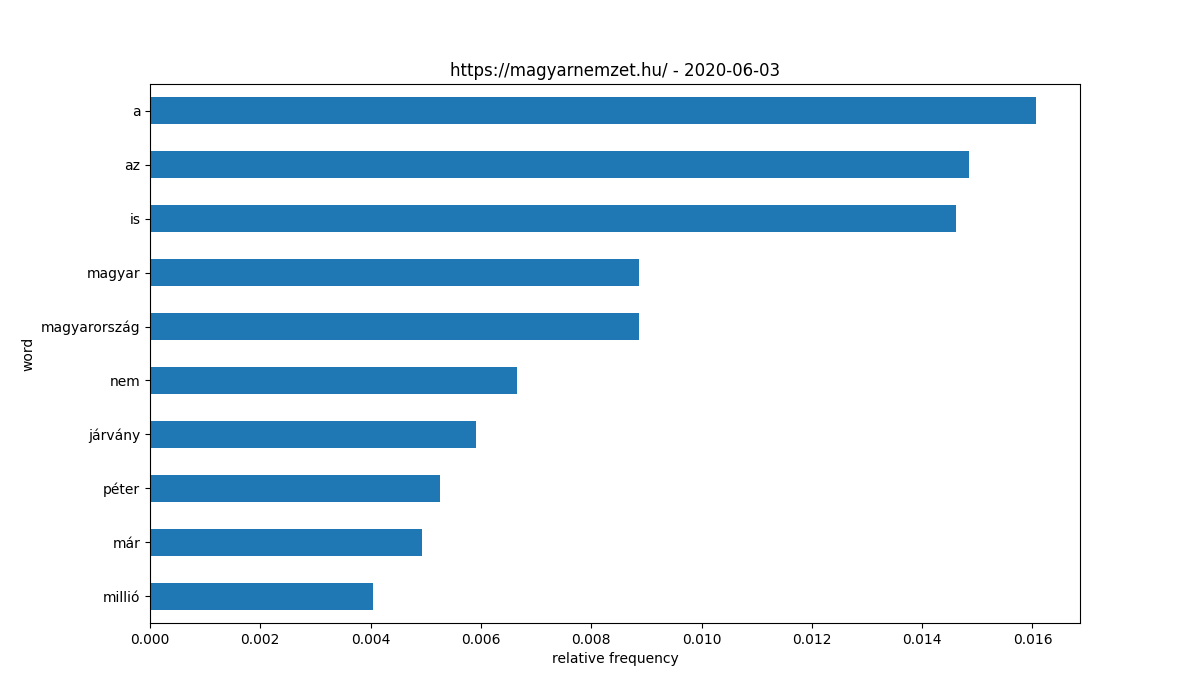 https://magyarnemzet.hu/ - 2020-06-03
a
az
is
magyar
magyarország
nem
járvány
péter
már
millió
word
0.000 0.002 0.004 0.006 0.008 0.010 0.012 0.014 0.016
relative frequency